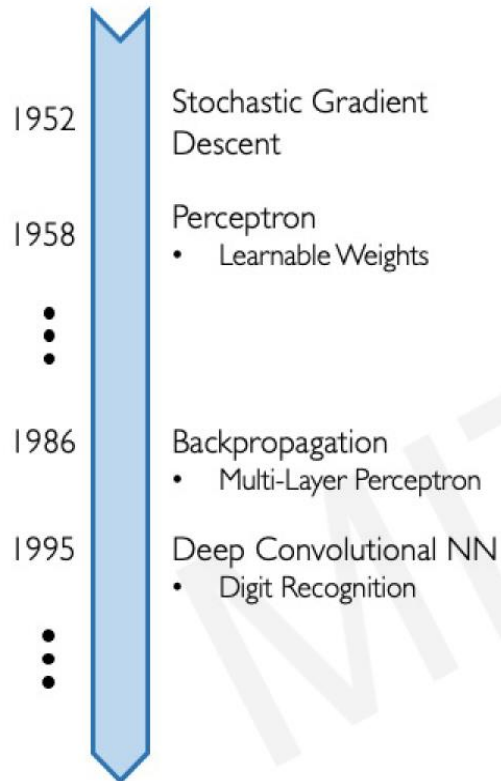 1952
Stochastic Gradient
Descent
1958
Perceptron
• Learnable Weights
1986
Backpropagation
• Multi-Layer Perceptron
1995
Deep Convolutional NN
• Digit Recognition